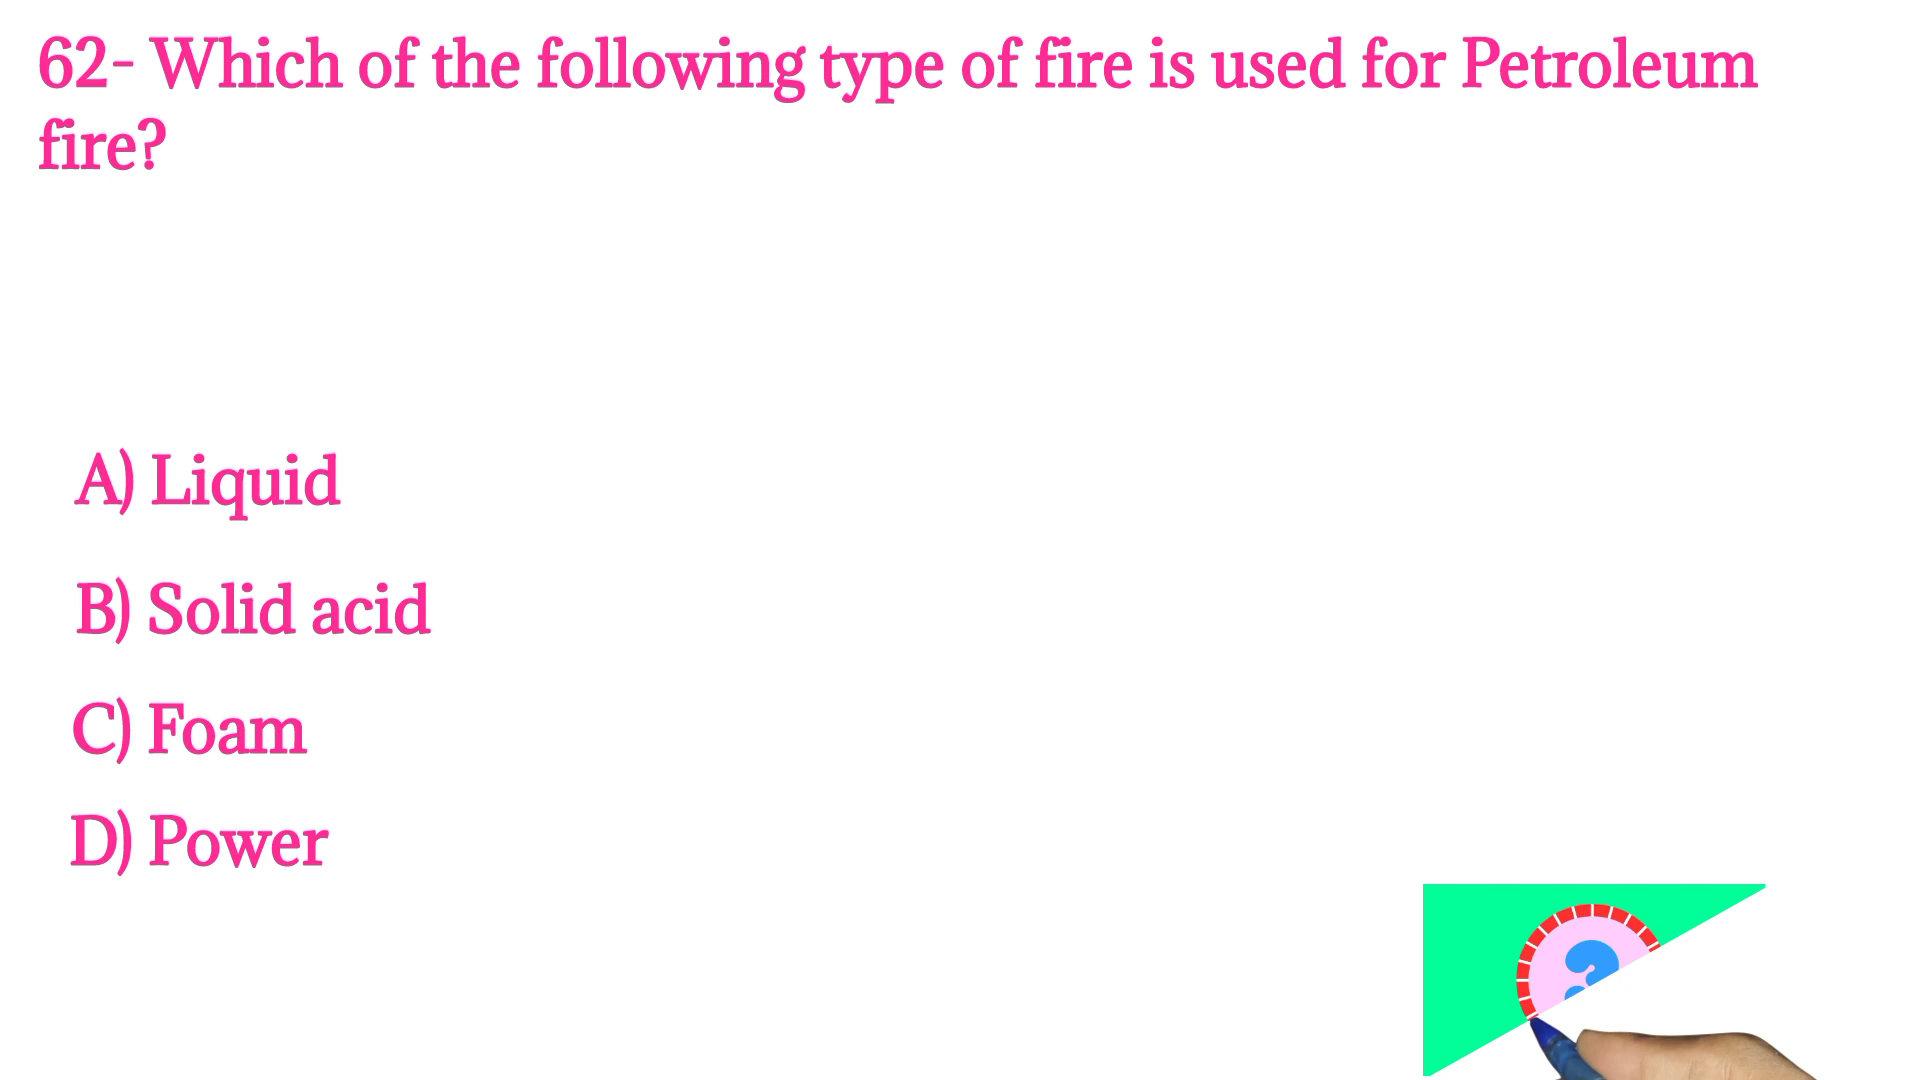 62- Which of the following type of fire is used for Petroleum
fire?
A) Liquid
B) Solid acid
C) Foam
D) Power